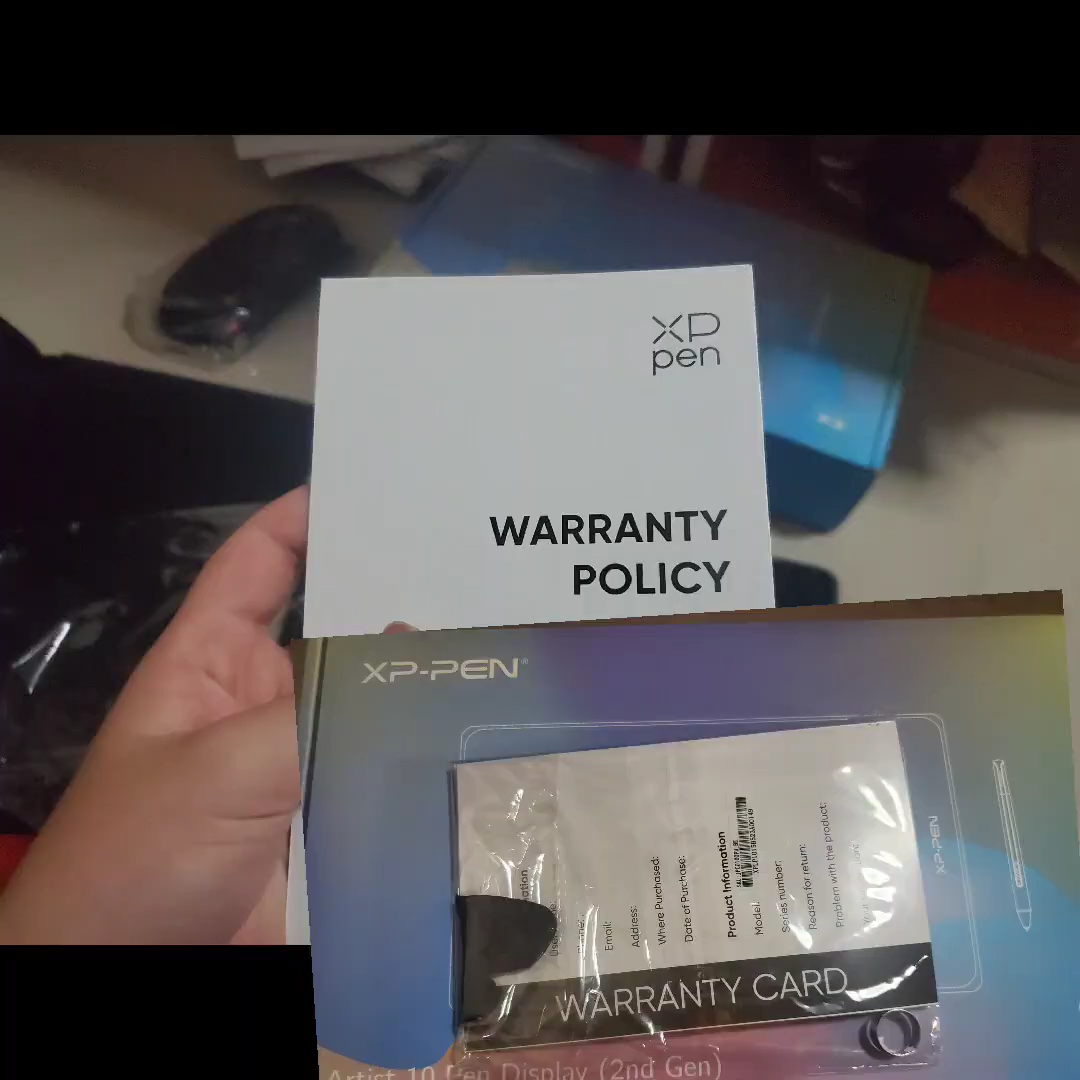 XP
pen
WARRANTY
POLICY
XP-PEN®
Email:
Address:
Where Purchased:
Date of Purchase:
Product Information
Model:
Series number:
Reason for return:
Problem with the product:
XP-PEN
WARRANTY CARD
Artist 10 Pen Display (2nd Gen)